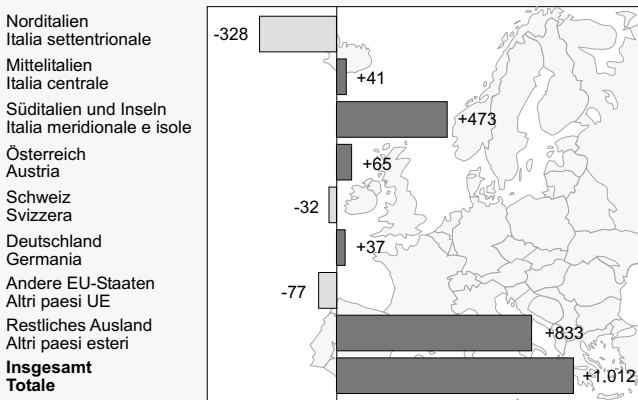 Norditalien
Italia settentrionale
-328
Mittelitalien
Italia centrale
+41
Süditalien und Inseln
Italia meridionale e isole
+473
Österreich
Austria
+65
Schweiz
Svizzera
-32
Deutschland
Germania
+37
Andere EU-Staaten
Altri paesi UE
-77
Restliches Ausland
Altri paesi esteri
+833
Insgesamt
Totale
+1.012